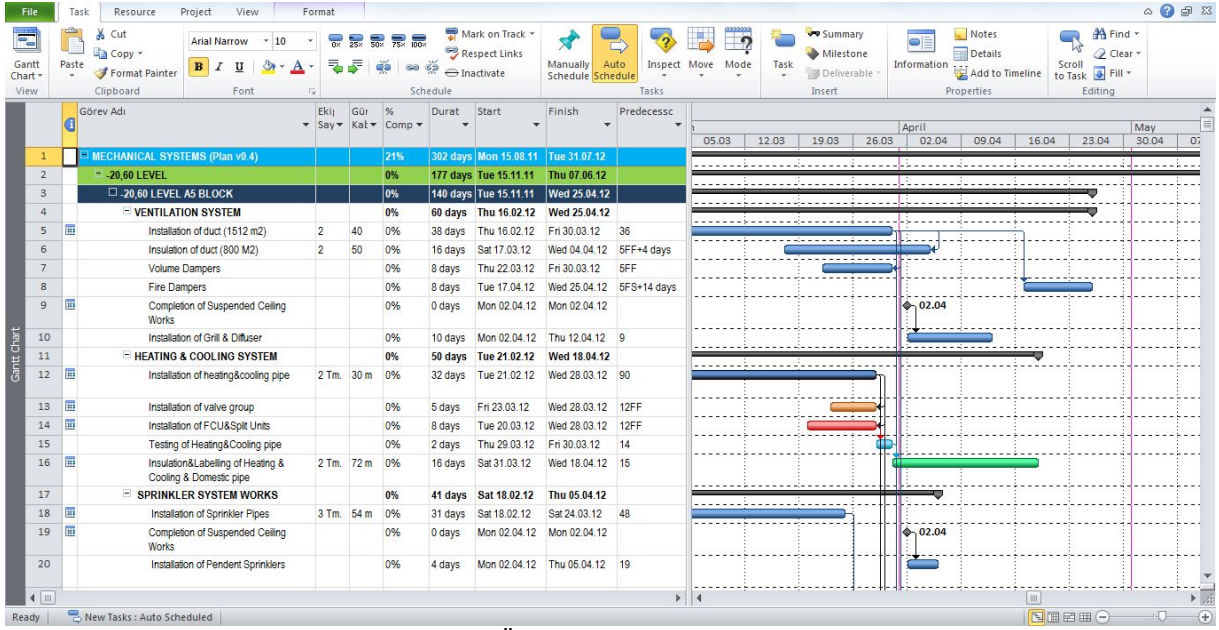 File Task Resource Project View Format
Gantt Chart
View
Paste
Cut
Copy
Format Painter
Clipboard
Arial Narrow 10
B I U A
Font
0× 25× 50× 75× 100×
Mark on Track
Respect Links
Inactivate
Schedule
Manually Schedule
Auto Schedule
Inspect
Move
Mode
Tasks
Task
Summary
Milestone
Deliverable
Insert
Information
Notes
Details
Add to Timeline
Properties
Scroll to Task
Find
Clear
Fill
Editing
Gantt Chart
Görev Adı Ekip Say Gür Kat % Comp Durat Start Finish Predecessc
April May
05.03 12.03 19.03 26.03 02.04 09.04 16.04 23.04 30.04 07
1 MECHANICAL SYSTEMS (Plan v0.4) 21% 302 days Mon 15.08.11 Tue 31.07.12
2 -20,60 LEVEL 0% 177 days Tue 15.11.11 Thu 07.06.12
3 -20,60 LEVEL A5 BLOCK 0% 140 days Tue 15.11.11 Wed 25.04.12
4 VENTILATION SYSTEM 0% 60 days Thu 16.02.12 Wed 25.04.12
5 Installation of duct (1512 m2) 2 40 0% 38 days Thu 16.02.12 Fri 30.03.12 36
6 Insulation of duct (800 M2) 2 50 0% 16 days Sat 17.03.12 Wed 04.04.12 5FF+4 days
7 Volume Dampers 0% 8 days Thu 22.03.12 Fri 30.03.12 5FF
8 Fire Dampers 0% 8 days Tue 17.04.12 Wed 25.04.12 5FS+14 days
9 Completion of Suspended Ceiling 0% 0 days Mon 02.04.12 Mon 02.04.12 02.04
Works
10 Installation of Grill & Diffuser 0% 10 days Mon 02.04.12 Thu 12.04.12 9
11 HEATING & COOLING SYSTEM 0% 50 days Tue 21.02.12 Wed 18.04.12
12 Installation of heating&cooling pipe 2 Tm. 30 m 0% 32 days Tue 21.02.12 Wed 28.03.12 90
13 Installation of valve group 0% 5 days Fri 23.03.12 Wed 28.03.12 12FF
14 Installation of FCU&Split Units 0% 8 days Tue 20.03.12 Wed 28.03.12 12FF
15 Testing of Heating&Cooling pipe 0% 2 days Thu 29.03.12 Fri 30.03.12 14
16 Insulation&Labelling of Heating & 2 Tm. 72 m 0% 16 days Sat 31.03.12 Wed 18.04.12 15
Cooling & Domestic pipe
17 SPRINKLER SYSTEM WORKS 0% 41 days Sat 18.02.12 Thu 05.04.12
18 Installation of Sprinkler Pipes 3 Tm. 54 m 0% 31 days Sat 18.02.12 Sat 24.03.12 48
19 Completion of Suspended Ceiling 0% 0 days Mon 02.04.12 Mon 02.04.12 02.04
Works
20 Installation of Pendent Sprinklers 0% 4 days Mon 02.04.12 Thu 05.04.12 19
Ready New Tasks : Auto Scheduled